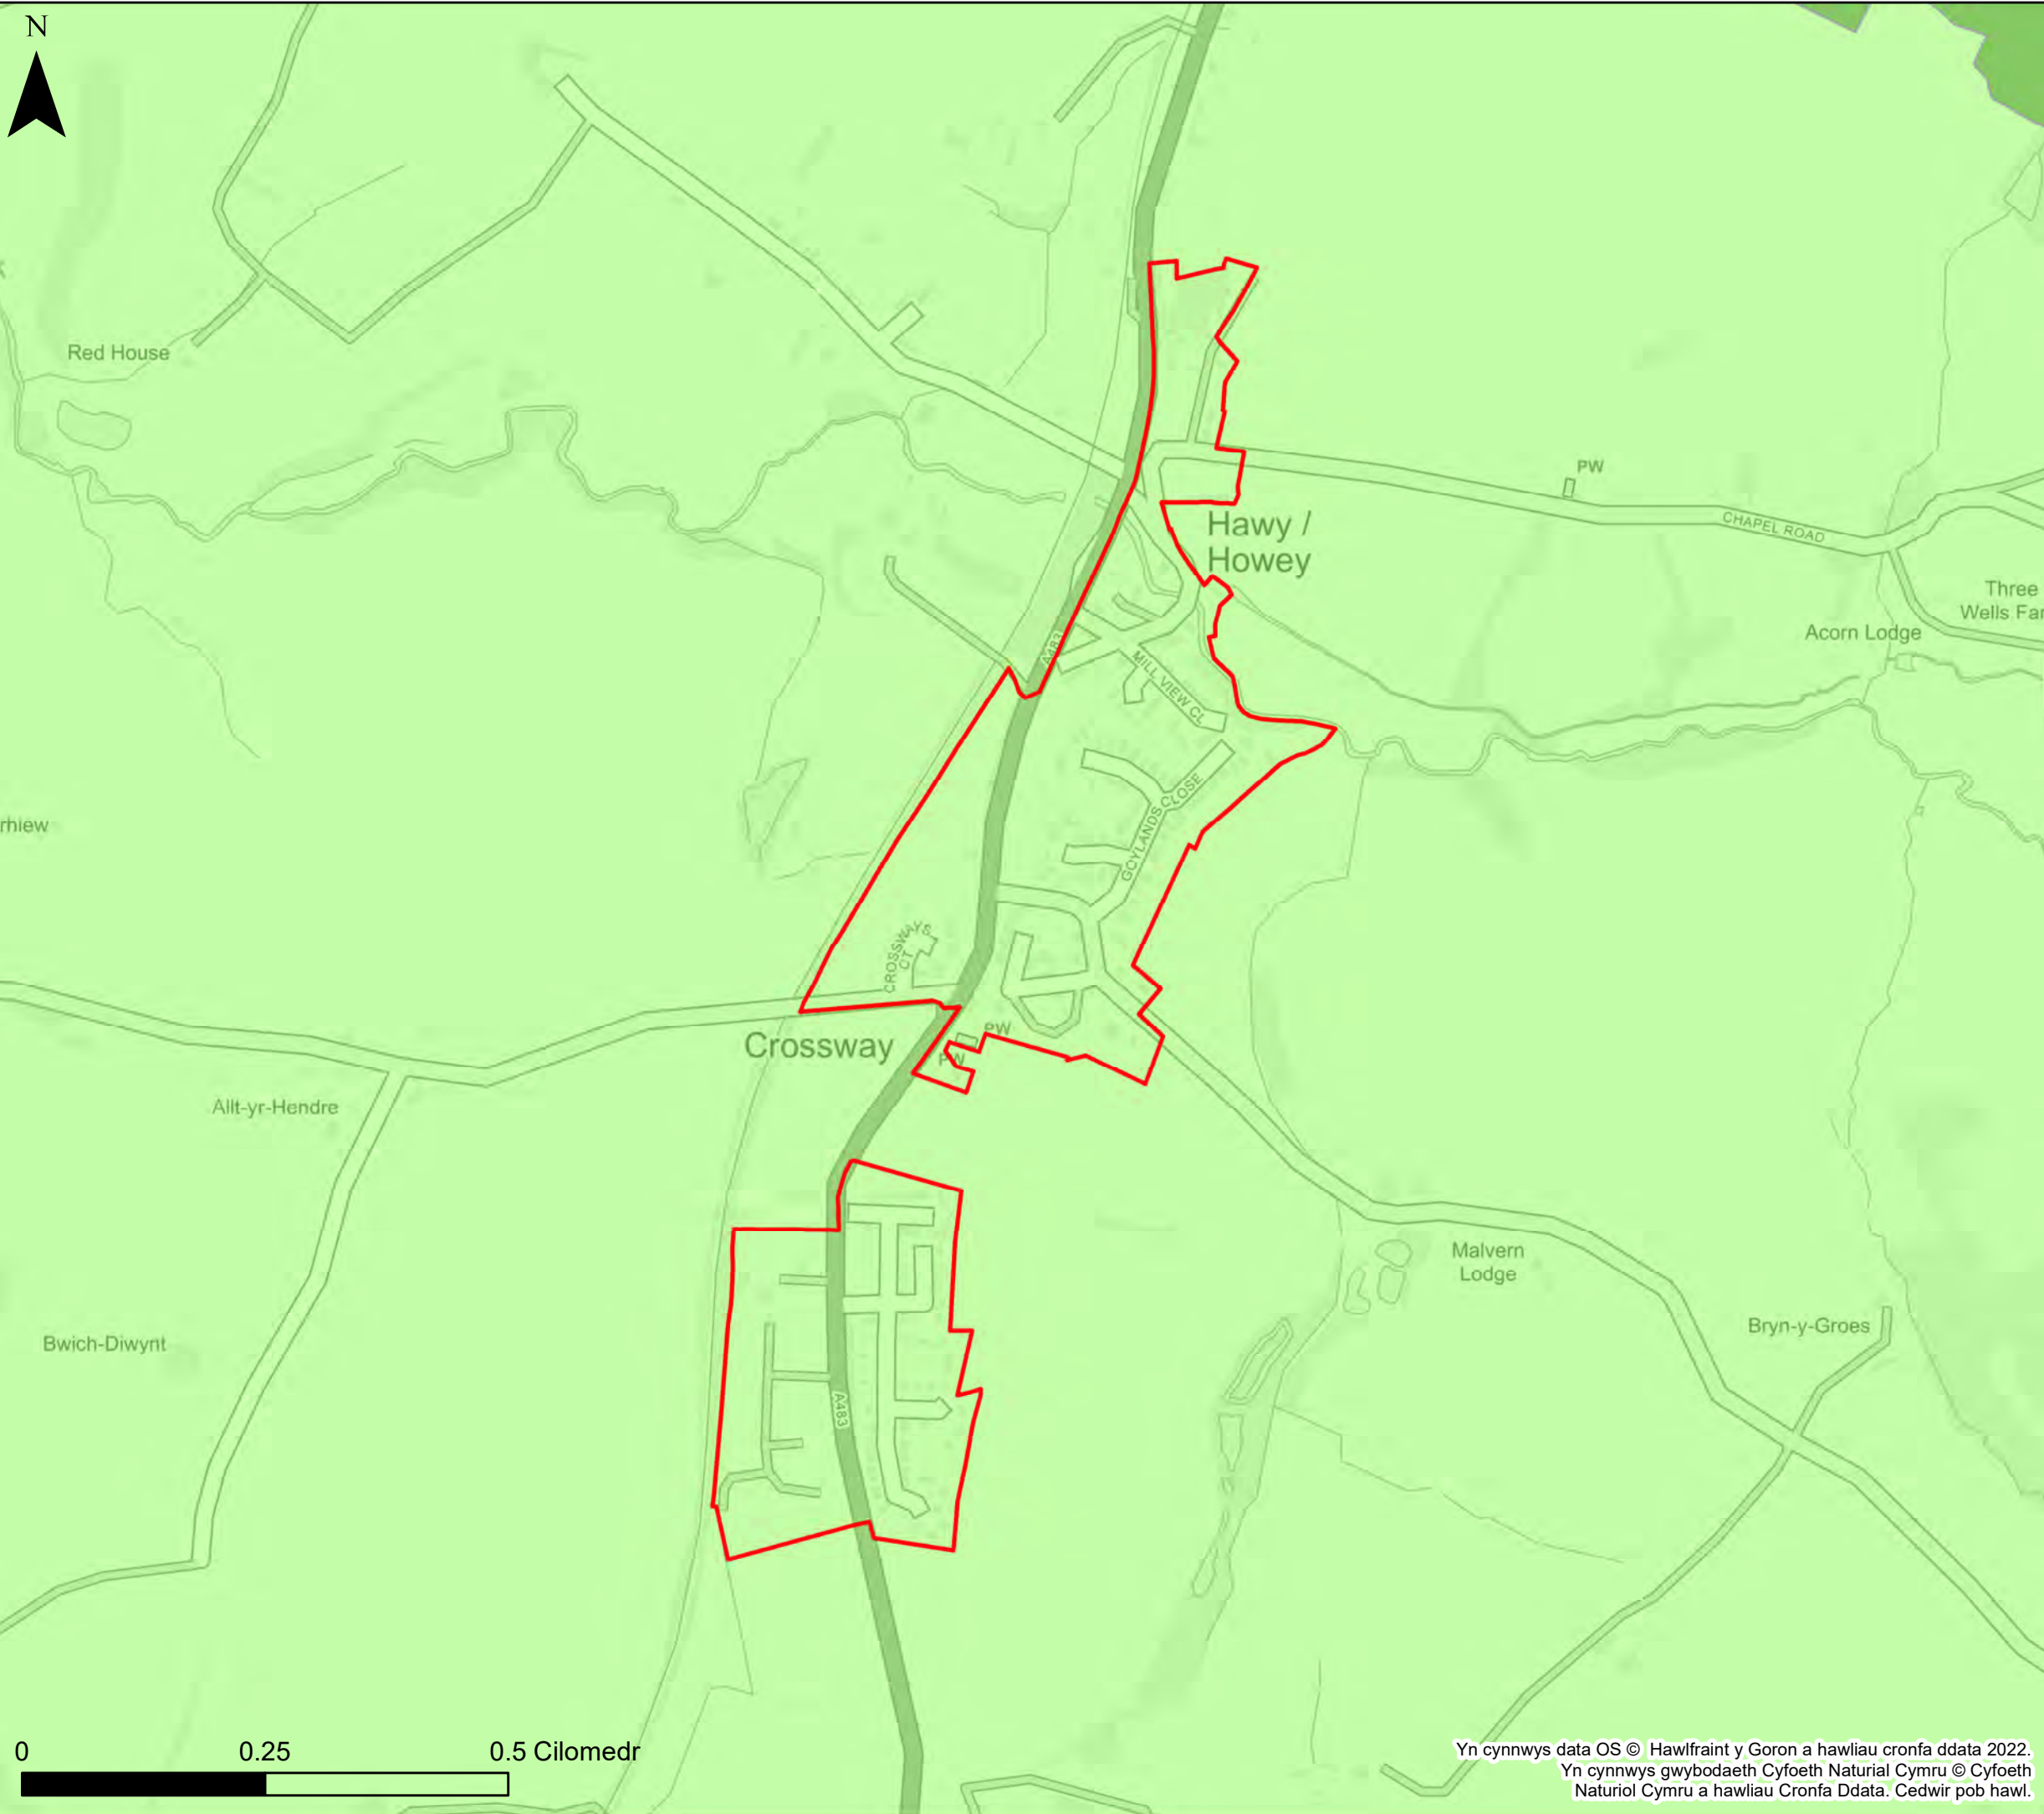 N
Red House
PW
Hawy /
Howey
CHAPEL ROAD
Three
Wells Far
Acorn Lodge
A483
MILL VIEW CL
rhiew
GOYLANDS CLOSE
CROSSWAYS
CT
Crossway
PW
PW
Allt-yr-Hendre
Malvern
Lodge
Bryn-y-Groes
Bwich-Diwynt
A483
0 0.25 0.5 Cilomedr
Yn cynnwys data OS © Hawlfraint y Goron a hawliau cronfa ddata 2022.
Yn cynnwys gwybodaeth Cyfoeth Naturial Cymru © Cyfoeth
Naturiol Cymru a hawliau Cronfa Ddata. Cedwir pob hawl.